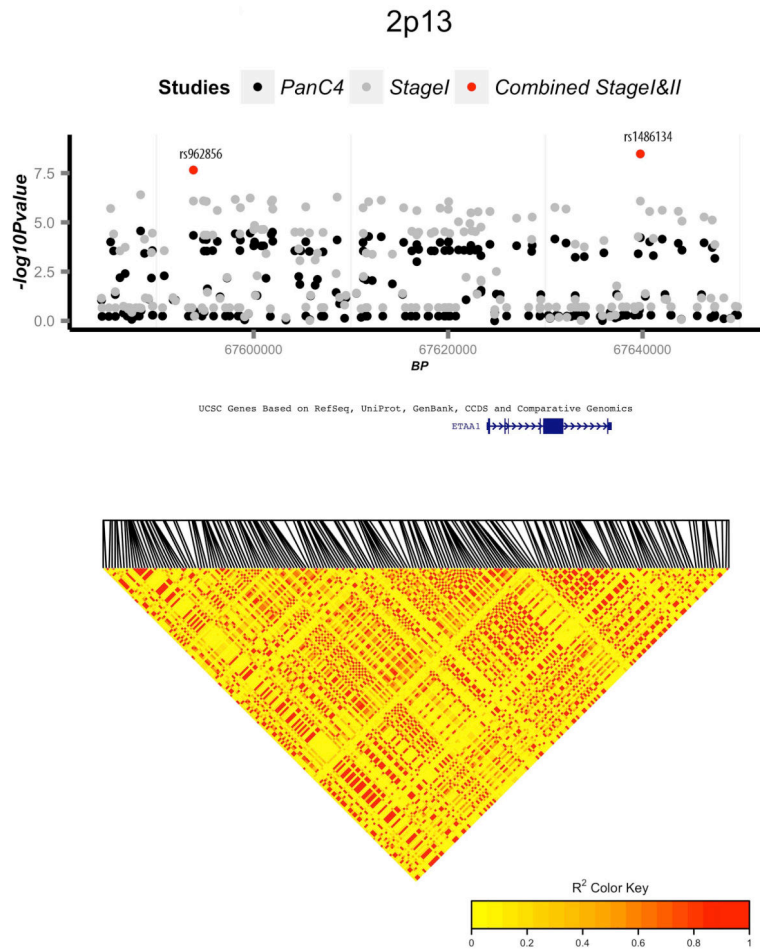 2p13
Studies PanC4 StageI Combined StageI&II
rs962856
rs1486134
-log10Pvalue
7.5
5.0
2.5
0.0
67600000 67620000 67640000
BP
UCSC Genes Based on RefSeq, UniProt, GenBank, CCDS and Comparative Genomics
ETAA1
R² Color Key
0 0.2 0.4 0.6 0.8 1